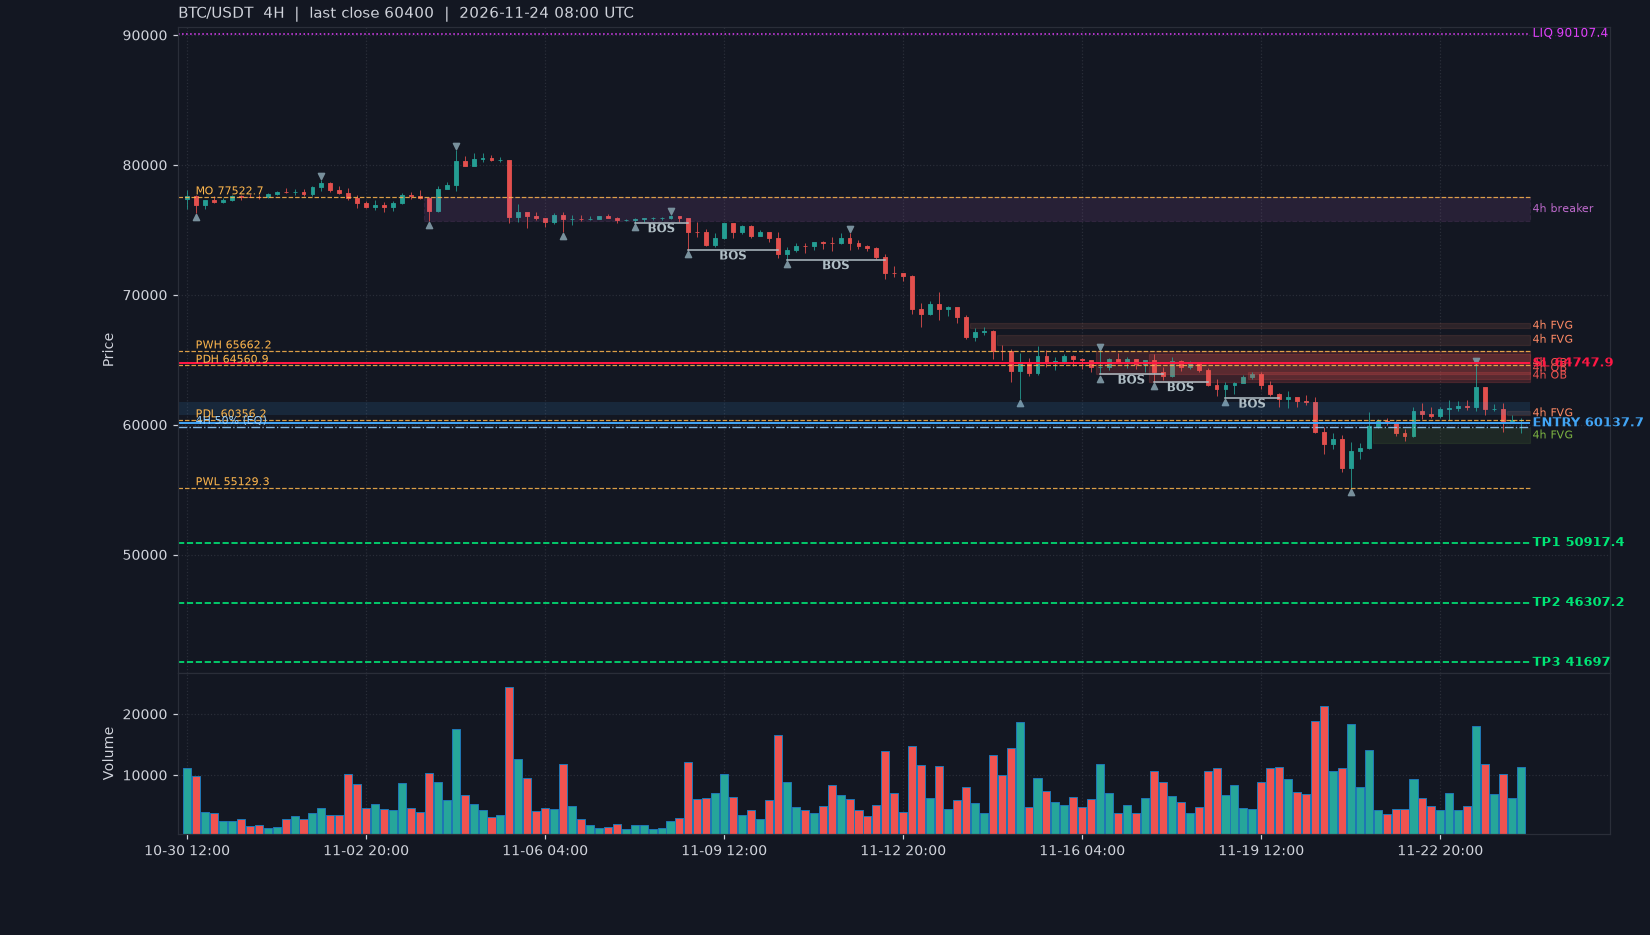 BTC/USDT 4H | last close 60400 | 2026-11-24 08:00 UTC
90000
80000
70000
60000
50000
Price
LIQ 90107.4
MO 77522.7
4h breaker
BOS
BOS
BOS
4h FVG
4h FVG
PWH 65662.2
PDH 64560.9
4h OB
BOS
BOS
BOS
PDL 60356.2
4H 50% (EQ)
4h FVG
ENTRY 60137.7
4h FVG
PWL 55129.3
TP1 50917.4
TP2 46307.2
TP3 41697
20000
10000
Volume
10-30 12:00
11-02 20:00
11-06 04:00
11-09 12:00
11-12 20:00
11-16 04:00
11-19 12:00
11-22 20:00